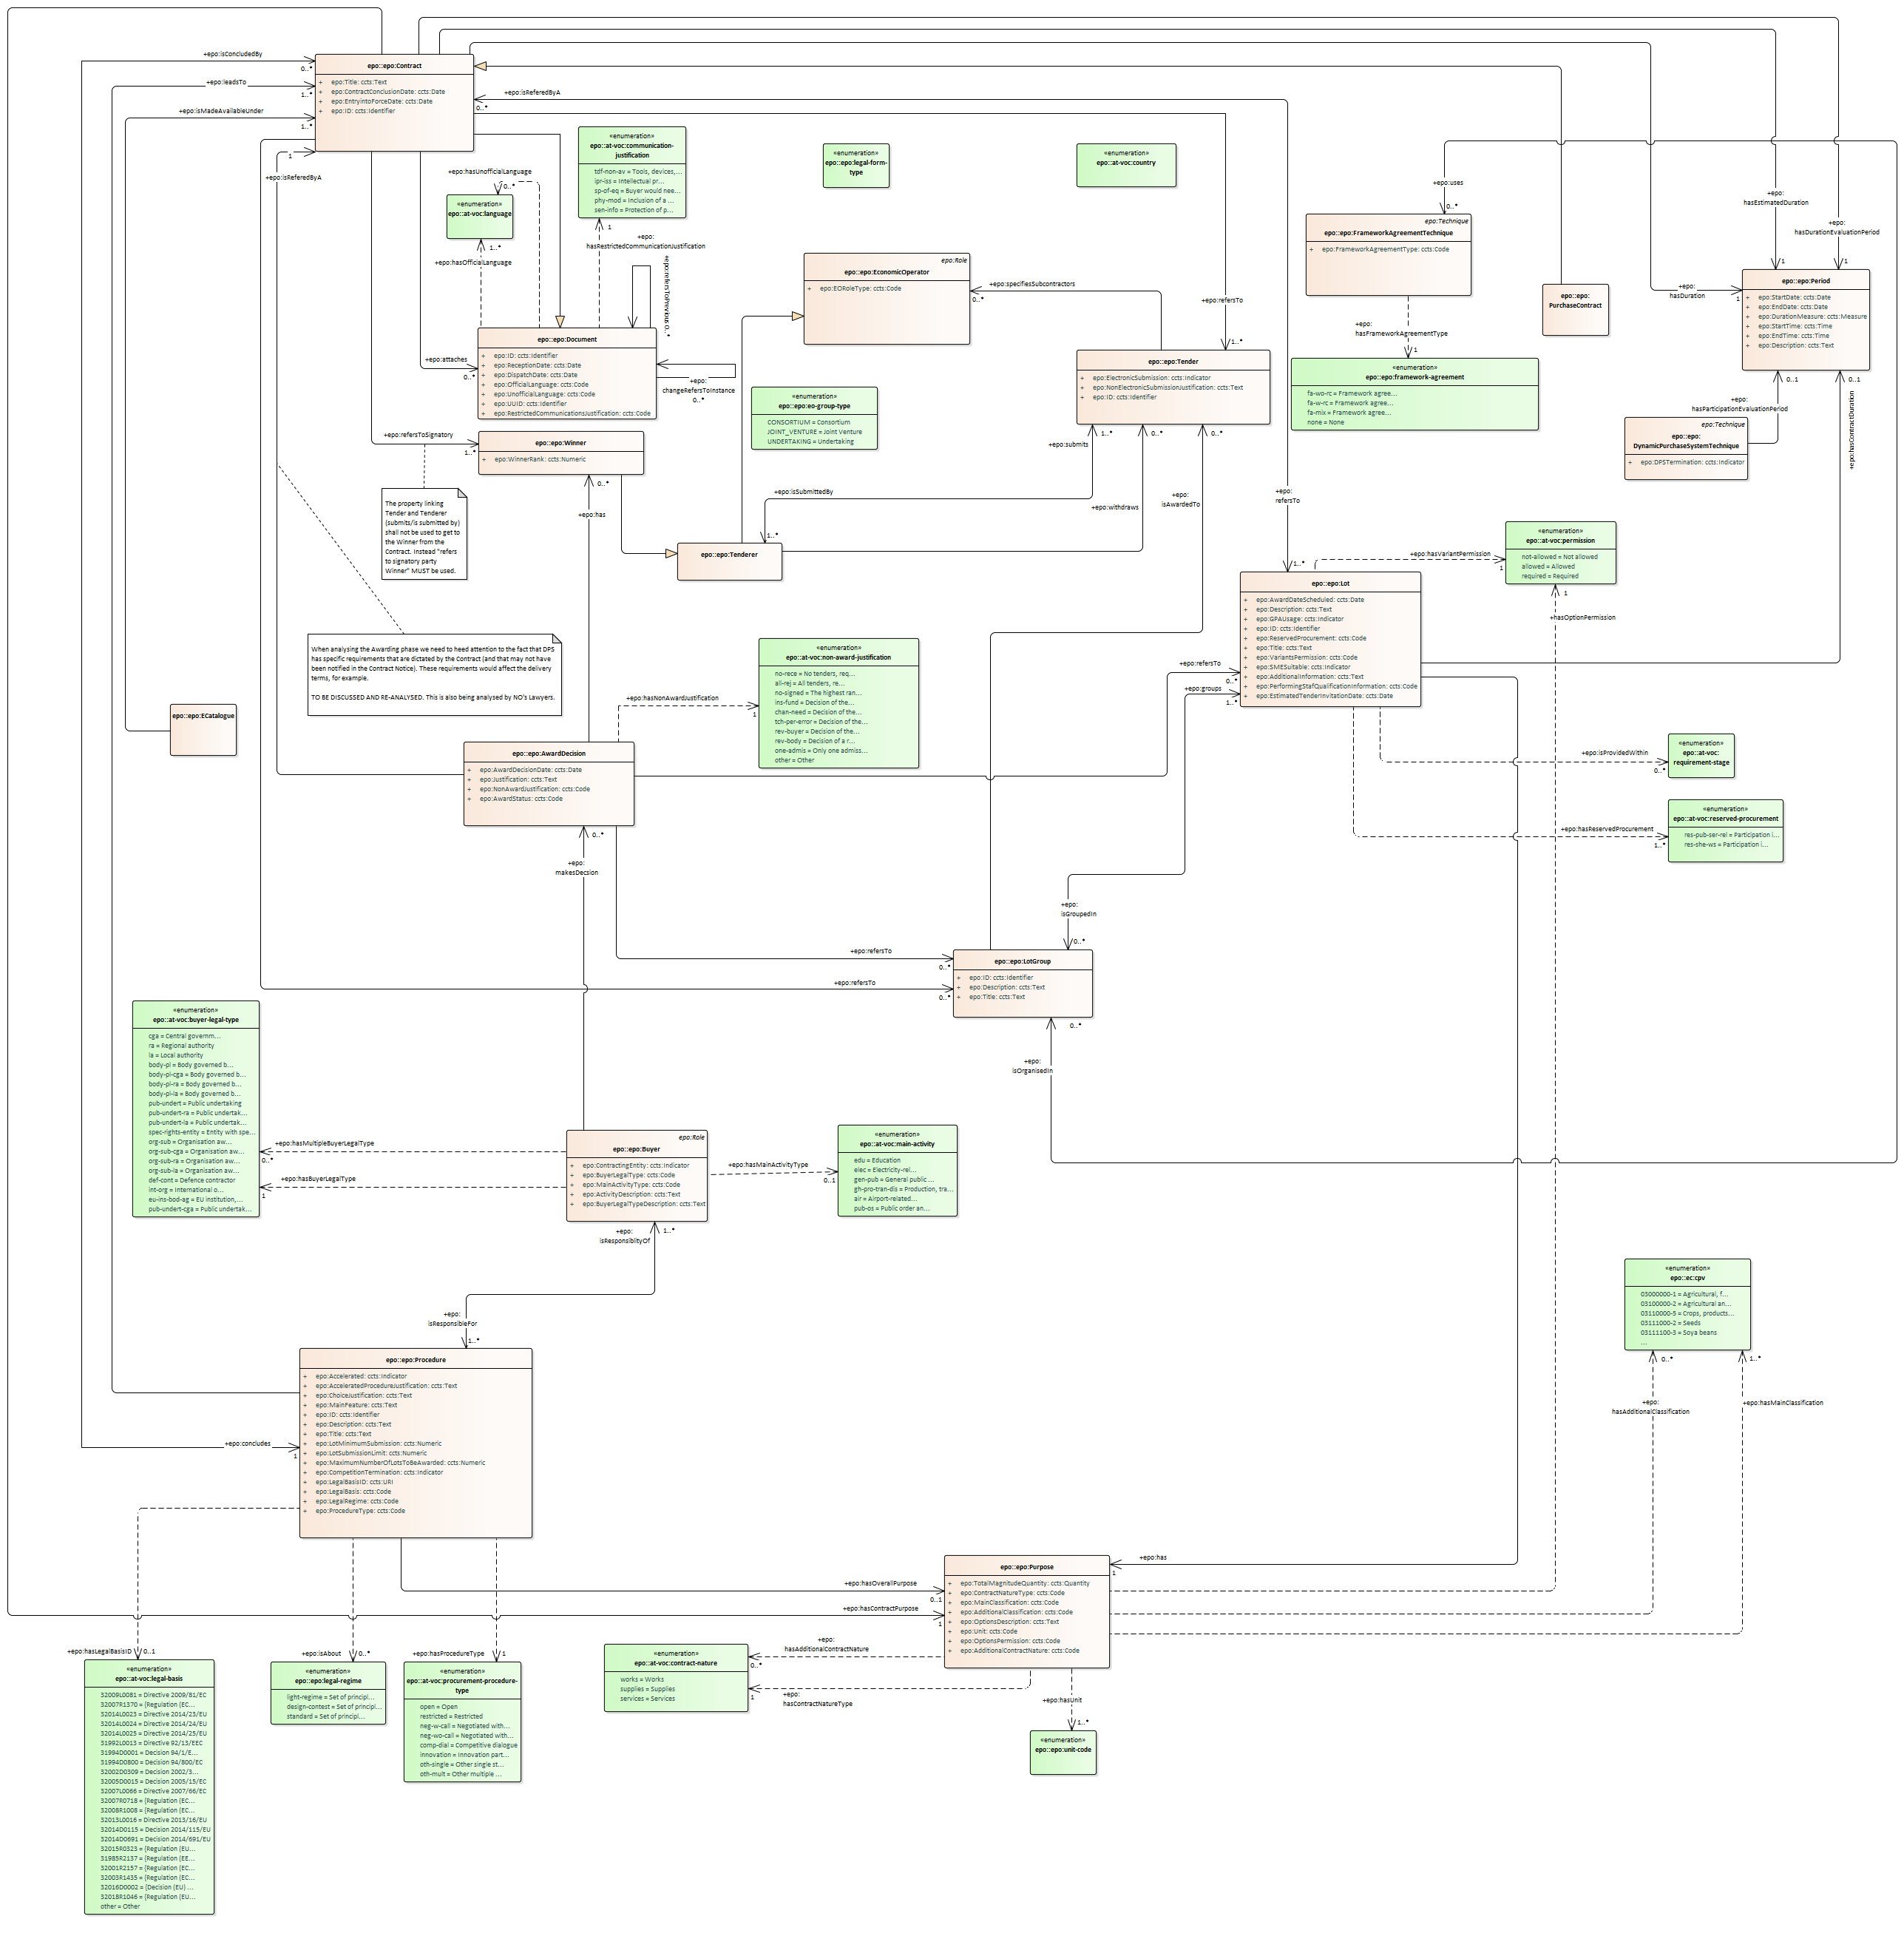 +epo:isConcludedBy
0..*
+epo:leadsTo
1..*
+epo:isMadeAvailableUnder
1..*
1
+epo:isReferedByA
epo::epo:Contract
+ epo:Title: ccts:Text
+ epo:ContractConclusionDate: ccts:Date
+ epo:EntryintoForceDate: ccts:Date
+ epo:ID: ccts:Identifier
+epo:isReferedByA
0..*
«enumeration»
epo::at-voc:communication-
justification
tdf-non-av = Tools, devices,...
ipr-iss = Intellectual pr...
sp-of-eq = Buyer would nee...
phy-mod = Inclusion of a ...
sen-info = Protection of p...
1
+epo:
hasRestrictedCommunicationJustification
«enumeration»
epo::epo:legal-form-
type
«enumeration»
epo::at-voc:country
+epo:hasUnofficialLanguage
0..*
«enumeration»
epo::at-voc:language
1..*
+epo:hasOfficialLanguage
+epo:refersToPrevious 0..*
+epo:attaches
0..*
epo::epo:Document
+ epo:ID: ccts:Identifier
+ epo:ReceptionDate: ccts:Date
+ epo:DispatchDate: ccts:Date
+ epo:OfficialLanguage: ccts:Code
+ epo:UnofficialLanguage: ccts:Code
+ epo:UUID: ccts:Identifier
+ epo:RestrictedCommunicationsJustification: ccts:Code
+epo:
changeRefersToInstance
0..*
epo:Role
epo::epo:EconomicOperator
+ epo:EORoleType: ccts:Code
+epo:specifiesSubcontractors
0..*
+epo:refersTo
1..*
+epo:uses
0..*
epo:Technique
epo::epo:FrameworkAgreementTechnique
+ epo:FrameworkAgreementType: ccts:Code
+epo:
hasFrameworkAgreementType
1
«enumeration»
epo::epo:framework-agreement
fa-wo-rc = Framework agree...
fa-w-rc = Framework agree...
fa-mix = Framework agree...
none = None
epo::epo:
PurchaseContract
+epo:
hasEstimatedDuration
1
+epo:
hasDurationEvaluationPeriod
1
+epo:
hasDuration
1
epo::epo:Period
+ epo:StartDate: ccts:Date
+ epo:EndDate: ccts:Date
+ epo:DurationMeasure: ccts:Measure
+ epo:StartTime: ccts:Time
+ epo:EndTime: ccts:Time
+ epo:Description: ccts:Text
0..1
0..1
+epo:
hasParticipationEvaluationPeriod
+epo:hasContractDuration
epo:Technique
epo::epo:
DynamicPurchaseSystemTechnique
+ epo:DPSTermination: ccts:Indicator
epo::epo:Tender
+ epo:ElectronicSubmission: ccts:Indicator
+ epo:NonElectronicSubmissionJustification: ccts:Text
+ epo:ID: ccts:Identifier
«enumeration»
epo::epo:eo-group-type
CONSORTIUM = Consortium
JOINT_VENTURE = Joint Venture
UNDERTAKING = Undertaking
+epo:refersToSignatory
1..*
epo::epo:Winner
+ epo:WinnerRank: ccts:Numeric
0..*
+epo:has
+epo:submits
1..*
0..*
0..*
+epo:isSubmittedBy
1..*
+epo:withdraws
+epo:
isAwardedTo
+epo:
refersTo
1..*
The property linking
Tender and Tenderer
(submits/is submitted by)
shall not be used to get to
the Winner from the
Contract. Instead "refers
to signatory party
Winner" MUST be used.
epo::epo:Tenderer
«enumeration»
epo::at-voc:permission
not-allowed = Not allowed
allowed = Allowed
required = Required
+epo:hasVariantPermission
1
1
+epo:hasOptionPermission
epo::epo:Lot
+ epo:AwardDateScheduled: ccts:Date
+ epo:Description: ccts:Text
+ epo:GPAUsage: ccts:Indicator
+ epo:ID: ccts:Identifier
+ epo:ReservedProcurement: ccts:Code
+ epo:Title: ccts:Text
+ epo:VariantsPermission: ccts:Code
+ epo:SMESuitable: ccts:Indicator
+ epo:AdditionalInformation: ccts:Text
+ epo:PerformingStafQualificationInformation: ccts:Code
+ epo:EstimatedTenderInvitationDate: ccts:Date
+epo:refersTo
0..*
+epo:groups
1..*
When analysing the Awarding phase we need to heed attention to the fact that DPS
has specific requirements that are dictated by the Contract (and that may not have
been notified in the Contract Notice). These requirements would affect the delivery
terms, for example.
TO BE DISCUSSED AND RE-ANALYSED. This is also being analysed by NO's Lawyers.
«enumeration»
epo::at-voc:non-award-justification
no-rece = No tenders, req...
all-rej = All tenders, re...
no-signed = The highest ran...
ins-fund = Decision of the...
chan-need = Decision of the...
tch-per-error = Decision of the...
rev-buyer = Decision of the...
rev-body = Decision of a r...
one-admis = Only one admiss...
other = Other
+epo:hasNonAwardJustification
1
epo::epo:ECatalogue
epo::epo:AwardDecision
+ epo:AwardDecisionDate: ccts:Date
+ epo:Justification: ccts:Text
+ epo:NonAwardJustification: ccts:Code
+ epo:AwardStatus: ccts:Code
0..*
+epo:
makesDecsion
+epo:isProvidedWithin
0..*
«enumeration»
epo::at-voc:
requirement-stage
+epo:hasReservedProcurement
1..*
«enumeration»
epo::at-voc:reserved-procurement
res-pub-ser-rel = Participation i...
res-she-ws = Participation i...
+epo:
isGroupedIn
0..*
+epo:refersTo
0..*
+epo:refersTo
0..*
epo::epo:LotGroup
+ epo:ID: ccts:Identifier
+ epo:Description: ccts:Text
+ epo:Title: ccts:Text
0..*
+epo:
isOrganisedIn
«enumeration»
epo::at-voc:buyer-legal-type
cga = Central governm...
ra = Regional authority
la = Local authority
body-pl = Body governed b...
body-pl-cga = Body governed b...
body-pl-ra = Body governed b...
body-pl-la = Body governed b...
pub-undert = Public undertaking
pub-undert-ra = Public undertak...
pub-undert-la = Public undertak...
spec-rights-entity = Entity with spe...
org-sub = Organisation aw...
org-sub-cga = Organisation aw...
org-sub-ra = Organisation aw...
org-sub-la = Organisation aw...
def-cont = Defence contractor
int-org = International o...
eu-ins-bod-ag = EU institution,...
pub-undert-cga = Public undertak...
+epo:hasMultipleBuyerLegalType
0..*
+epo:hasBuyerLegalType
1
epo:Role
epo::epo:Buyer
+ epo:ContractingEntity: ccts:Indicator
+ epo:BuyerLegalType: ccts:Code
+ epo:MainActivityType: ccts:Code
+ epo:ActivityDescription: ccts:Text
+ epo:BuyerLegalTypeDescription: ccts:Text
+epo:hasMainActivityType
0..1
«enumeration»
epo::at-voc:main-activity
edu = Education
elec = Electricity-rel...
gen-pub = General public ...
gh-pro-tran-dis = Production, tra...
air = Airport-related...
pub-os = Public order an...
+epo:
isResponsiblityOf
1..*
+epo:
isResponsibleFor
1..*
«enumeration»
epo::ec:cpv
03000000-1 = Agricultural, f...
03100000-2 = Agricultural an...
03110000-5 = Crops, products...
03111000-2 = Seeds
03111100-3 = Soya beans
...
0..*
1..*
+epo:
hasAdditionalClassification
+epo:hasMainClassification
epo::epo:Procedure
+ epo:Accelerated: ccts:Indicator
+ epo:AcceleratedProcedureJustification: ccts:Text
+ epo:ChoiceJustification: ccts:Text
+ epo:MainFeature: ccts:Text
+ epo:ID: ccts:Identifier
+ epo:Description: ccts:Text
+ epo:Title: ccts:Text
+ epo:LotMinimumSubmission: ccts:Numeric
+ epo:LotSubmissionLimit: ccts:Numeric
+ epo:MaximumNumberOfLotsToBeAwarded: ccts:Numeric
+ epo:CompetitionTermination: ccts:Indicator
+ epo:LegalBasisID: ccts:URI
+ epo:LegalBasis: ccts:Code
+ epo:LegalRegime: ccts:Code
+ epo:ProcedureType: ccts:Code
+epo:concludes
1
+epo:has
1
epo::epo:Purpose
+ epo:TotalMagnitudeQuantity: ccts:Quantity
+ epo:ContractNatureType: ccts:Code
+ epo:MainClassification: ccts:Code
+ epo:AdditionalClassification: ccts:Code
+ epo:OptionsDescription: ccts:Text
+ epo:Unit: ccts:Code
+ epo:OptionsPermission: ccts:Code
+ epo:AdditionalContractNature: ccts:Code
+epo:hasOverallPurpose
0..1
+epo:hasContractPurpose
1
+epo:
hasAdditionalContractNature
0..*
+epo:
hasContractNatureType
1
+epo:hasUnit
1..*
«enumeration»
epo::at-voc:contract-nature
works = Works
supplies = Supplies
services = Services
«enumeration»
epo::epo:unit-code
+epo:hasLegalBasisID
0..1
«enumeration»
epo::at-voc:legal-basis
32009L0081 = Directive 2009/81/EC
32007R1370 = (Regulation (EC...
32014L0023 = Directive 2014/23/EU
32014L0024 = Directive 2014/24/EU
32014L0025 = Directive 2014/25/EU
31992L0013 = Directive 92/13/EEC
31994D0001 = Decision 94/1/E...
31994D0800 = Decision 94/800/EC
32002D0309 = Decision 2002/3...
32005D0015 = Decision 2005/15/EC
32007L0066 = Directive 2007/66/EC
32007R0718 = (Regulation (EC...
32008R1008 = (Regulation (EC...
32013L0016 = Directive 2013/16/EU
32014D0115 = Decision 2014/115/EU
32014D0691 = Decision 2014/691/EU
32015R0323 = (Regulation (EU...
31985R2137 = (Regulation (EE...
32001R2157 = (Regulation (EC...
32003R1435 = (Regulation (EC...
32016D0002 = (Decision (EU) ...
32018R1046 = (Regulation (EU...
other = Other
+epo:isAbout
0..*
«enumeration»
epo::epo:legal-regime
light-regime = Set of principl...
design-contest = Set of principl...
standard = Set of principl...
+epo:hasProcedureType
1
«enumeration»
epo::at-voc:procurement-procedure-
type
open = Open
restricted = Restricted
neg-w-call = Negotiated with...
neg-wo-call = Negotiated with...
comp-dial = Competitive dialogue
innovation = Innovation part...
oth-single = Other single st...
oth-mult = Other multiple ...